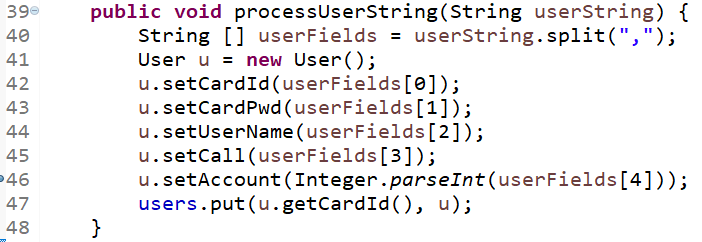 39 public void processUserString(String userString) {
40 String [] userFields = userString.split(",");
41 User u = new User();
42 u.setCardId(userFields[0]);
43 u.setCardPwd(userFields[1]);
44 u.setUserName(userFields[2]);
45 u.setCall(userFields[3]);
46 u.setAccount(Integer.parseInt(userFields[4]));
47 users.put(u.getCardId(), u);
48 }